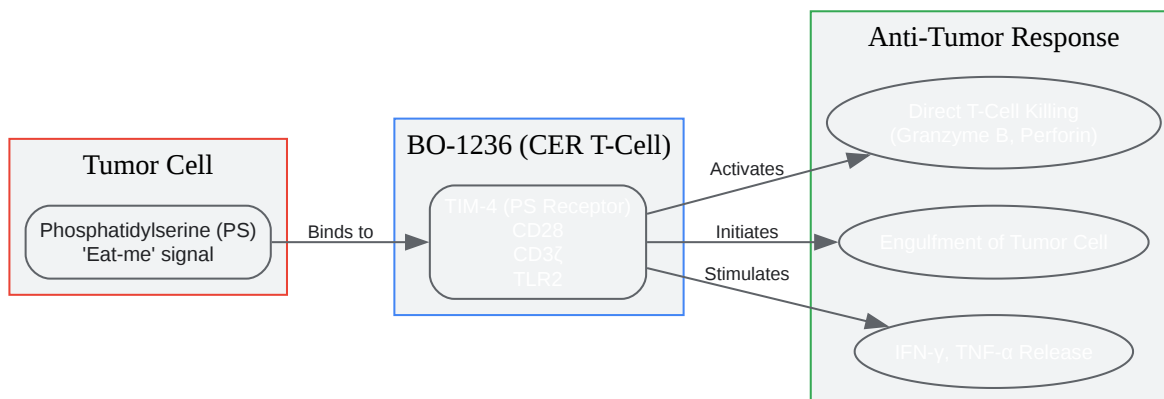 Tumor Cell
Phosphatidylserine (PS)
'Eat-me' signal
Binds to
BO-1236 (CER T-Cell)
TIM-4 (PS Receptor)
CD28
CD3ζ
TLR2
Activates
Initiates
Stimulates
Anti-Tumor Response
Direct T-Cell Killing
(Granzyme B, Perforin)
Engulfment of Tumor Cell
IFN-γ, TNF-α Release